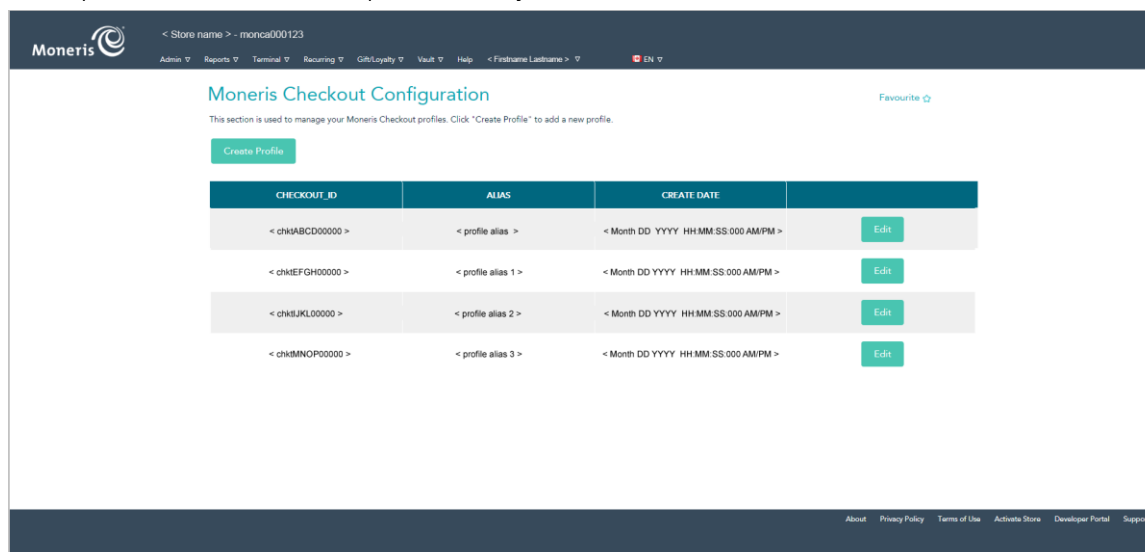 < Store name > - monca000123
Moneris
Admin Reports Terminal Recurring Gift/Loyalty Vault Help < Firstname Lastname > EN
Moneris Checkout Configuration
Favourite
This section is used to manage your Moneris Checkout profiles. Click "Create Profile" to add a new profile.
Create Profile
CHECKOUT_ID ALIAS CREATE DATE
< chktABCD00000 > < profile alias > < Month DD YYYY HH:MM:SS:000 AM/PM > Edit
< chktEFGH00000 > < profile alias 1 > < Month DD YYYY HH:MM:SS:000 AM/PM > Edit
< chktIJKL00000 > < profile alias 2 > < Month DD YYYY HH:MM:SS:000 AM/PM > Edit
< chktMNOP00000 > < profile alias 3 > < Month DD YYYY HH:MM:SS:000 AM/PM > Edit
About Privacy Policy Terms of Use Activate Store Developer Portal